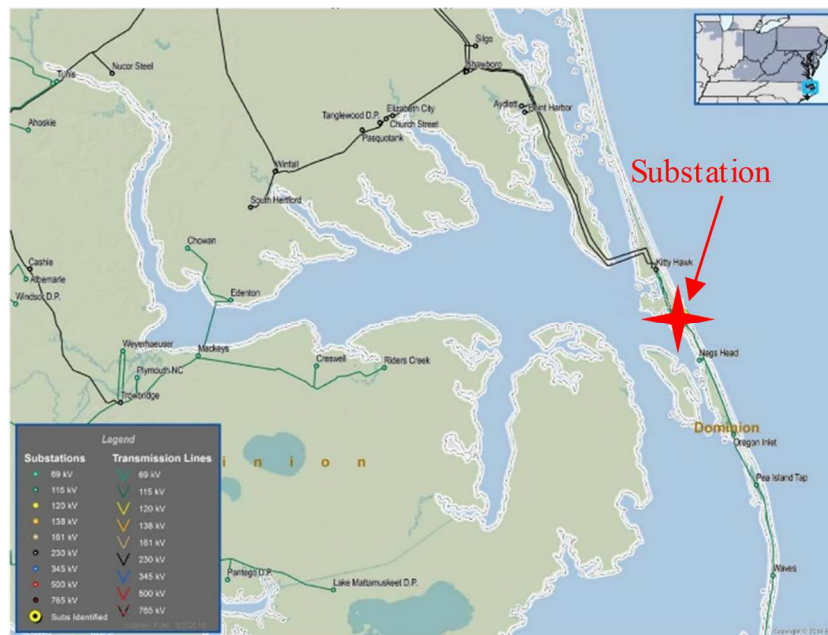 Silgo
Nucor Steel
Tunis
Shawboro
Aydlett
Point Harbor
Elizabeth City
Tanglewood D.P.
Church Street
Ahoskie
Pasquotank
Winfall
Substation
South Hertford
Chowan
Kitty Hawk
Cashie
Albemarle
Edenton
Windsor D.P.
Weyerhaeuser
Mackeys
Nags Head
Creswell
Riders Creek
Plymouth-NC
Trowbridge
Dominion
Oregon Inlet
inion
Pea Island Tap
Pantego D.P.
Lake Mattamuskeet D.P.
Waves
Legend
Substations Transmission Lines
69 kV 69 kV
115 kV 115 kV
120 kV 120 kV
138 kV 138 kV
161 kV 161 kV
230 kV 230 kV
345 kV 345 kV
500 kV 500 kV
765 kV 765 kV
Subs Identified